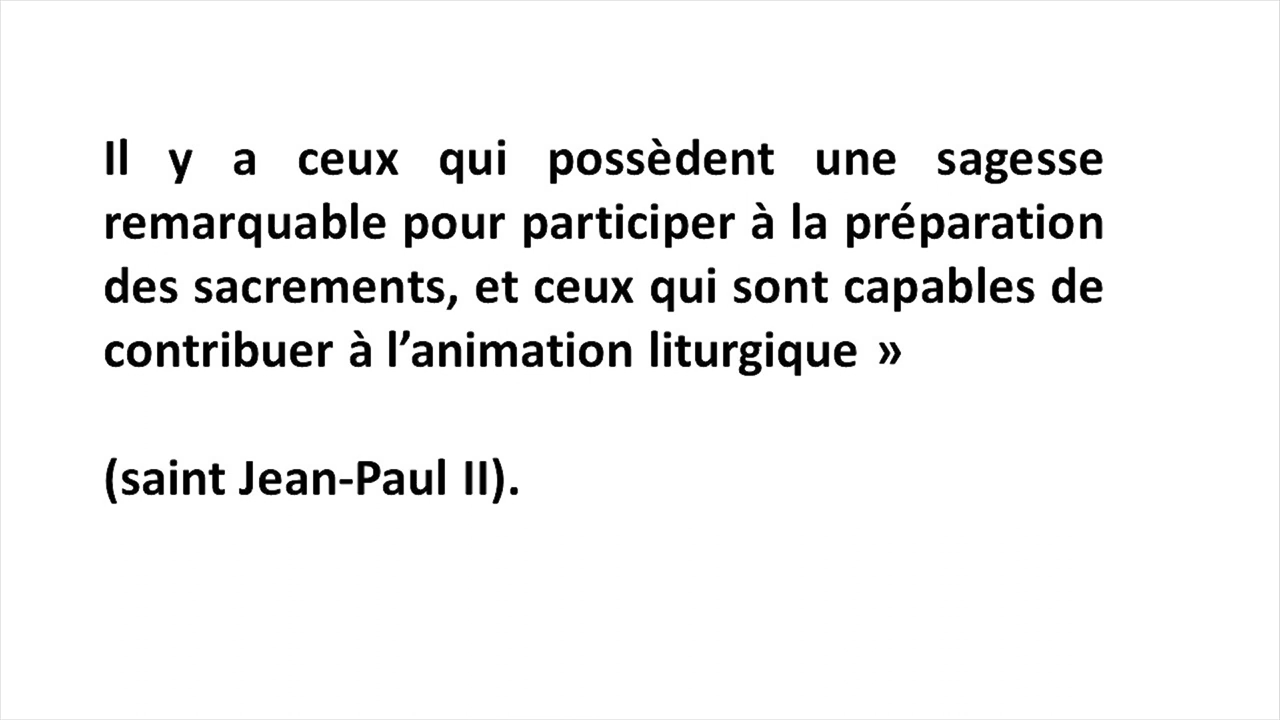 Il y a ceux qui possèdent une sagesse
remarquable pour participer à la préparation
des sacrements, et ceux qui sont capables de
contribuer à l’animation liturgique »
(saint Jean-Paul II).